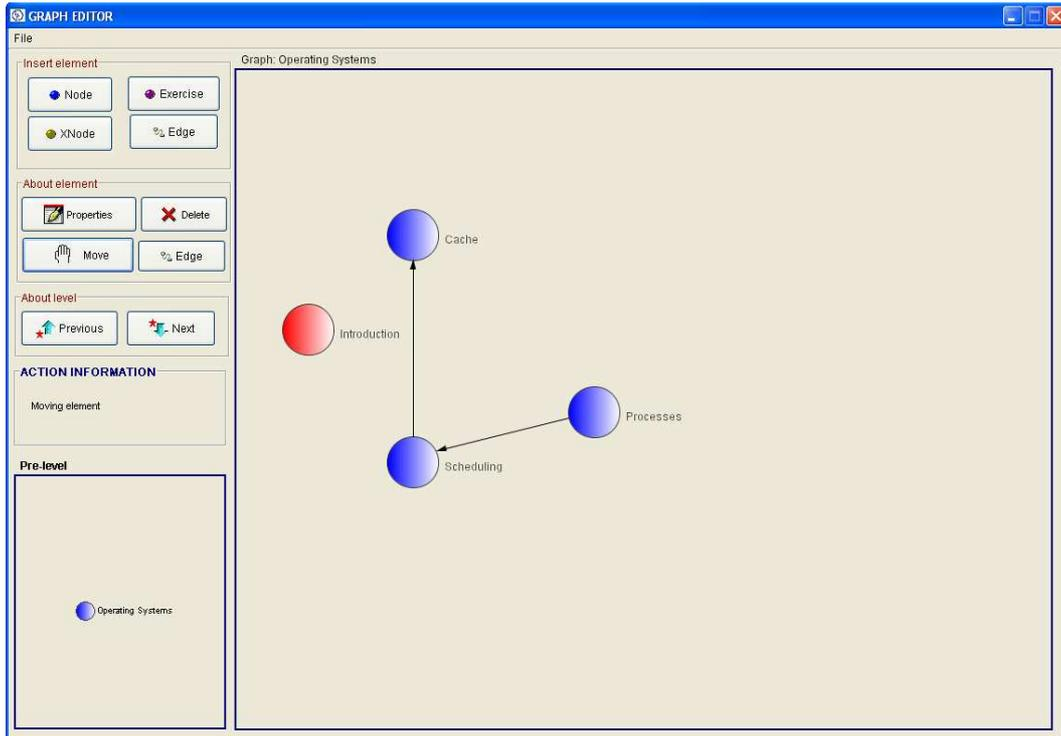 GRAPH EDITOR
File
Insert element
Node
Exercise
XNode
Edge
About element
Properties
Delete
Move
Edge
About level
Previous
Next
ACTION INFORMATION
Moving element
Pre-level
Operating Systems
Graph: Operating Systems
Cache
Introduction
Processes
Scheduling